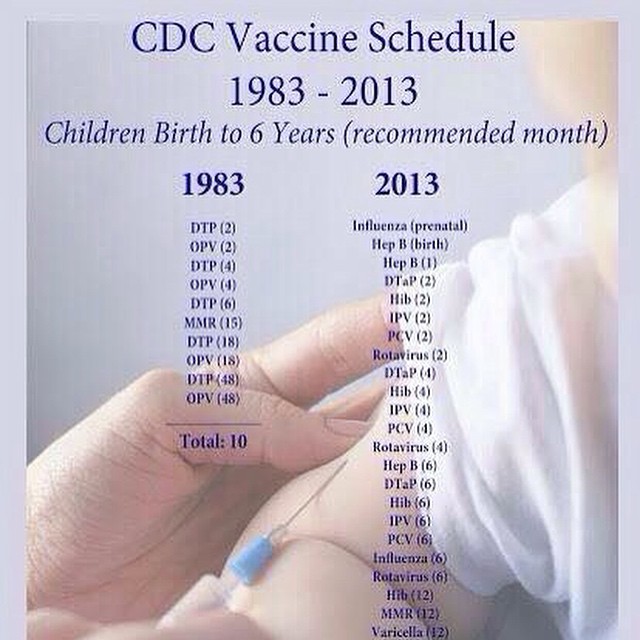 CDC Vaccine Schedule
1983 - 2013
Children Birth to 6 Years (recommended month)
1983
DTP (2)
OPV (2)
DTP (4)
OPV (4)
DTP (6)
MMR (15)
DTP (18)
OPV (18)
DTP (48)
OPV (48)
Total: 10
2013
Influenza (prenatal)
Hep B (birth)
Hep B (1)
DTaP (2)
Hib (2)
IPV (2)
PCV (2)
Rotavirus (2)
DTaP (4)
Hib (4)
IPV (4)
PCV (4)
Rotavirus (4)
Hep B (6)
DTaP (6)
Hib (6)
IPV (6)
PCV (6)
Influenza (6)
Rotavirus (6)
Hib (12)
MMR (12)
Varicella (12)